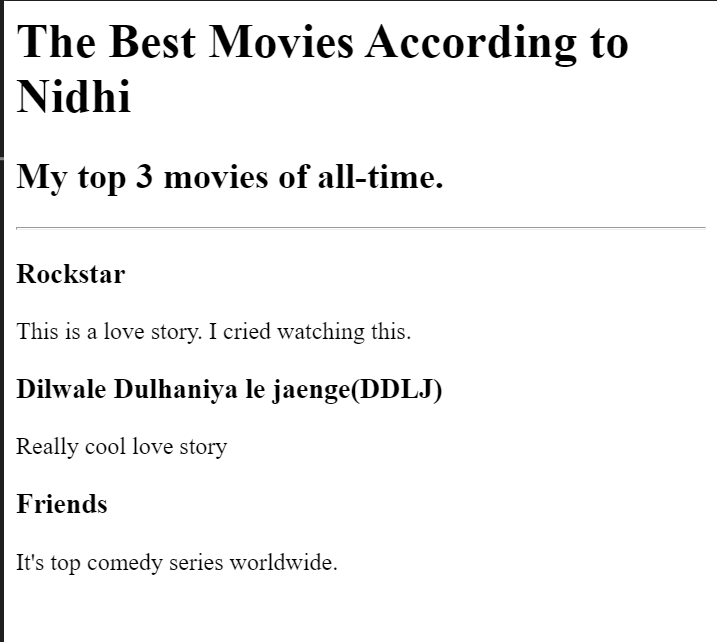 The Best Movies According to
Nidhi
My top 3 movies of all-time.
Rockstar
This is a love story. I cried watching this.
Dilwale Dulhaniya le jaenge(DDLJ)
Really cool love story
Friends
It's top comedy series worldwide.